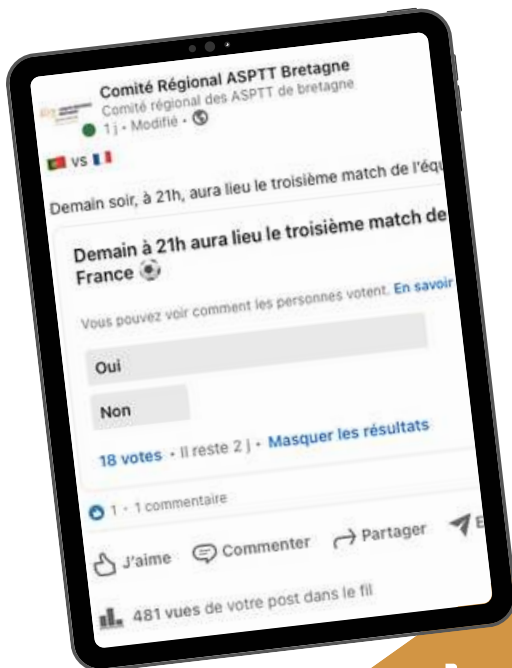 Comité Régional ASPTT Bretagne
Comité régional des ASPTT de bretagne
1 j • Modifié •
vs
Demain soir, à 21h, aura lieu le troisième match de l'équ
Demain à 21h aura lieu le troisième match de
France
Vous pouvez voir comment les personnes votent. En savoir
Oui
Non
18 votes • Il reste 2 j • Masquer les résultats
1 • 1 commentaire
J'aime Commenter Partager E
481 vues de votre post dans le fil